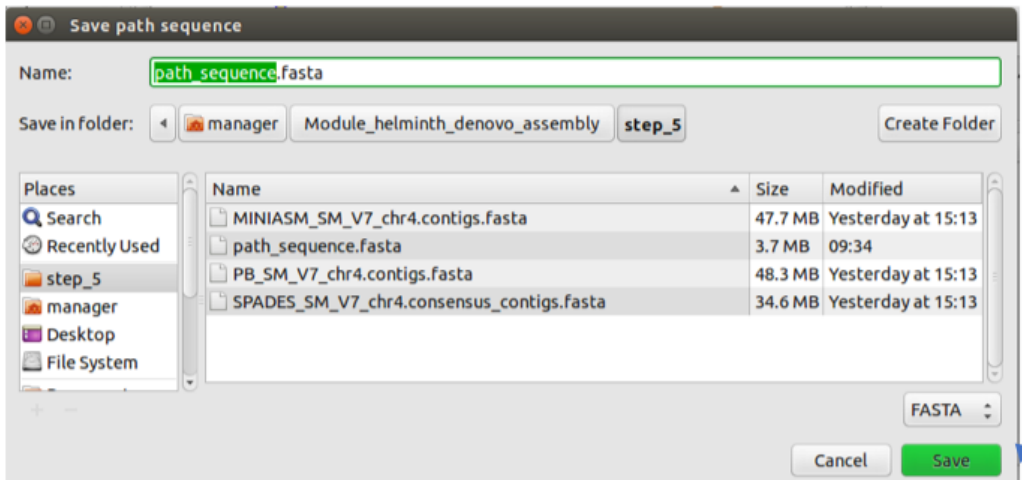 Save path sequence
Name: path_sequence.fasta
Save in folder: manager Module_helminth_denovo_assembly step_5 Create Folder
Places Name Size Modified
Search MINIASM_SM_V7_chr4.contigs.fasta 47.7 MB Yesterday at 15:13
Recently Used path_sequence.fasta 3.7 MB 09:34
step_5 PB_SM_V7_chr4.contigs.fasta 48.3 MB Yesterday at 15:13
manager SPADES_SM_V7_chr4.consensus_contigs.fasta 34.6 MB Yesterday at 15:13
Desktop
File System
FASTA
Cancel Save